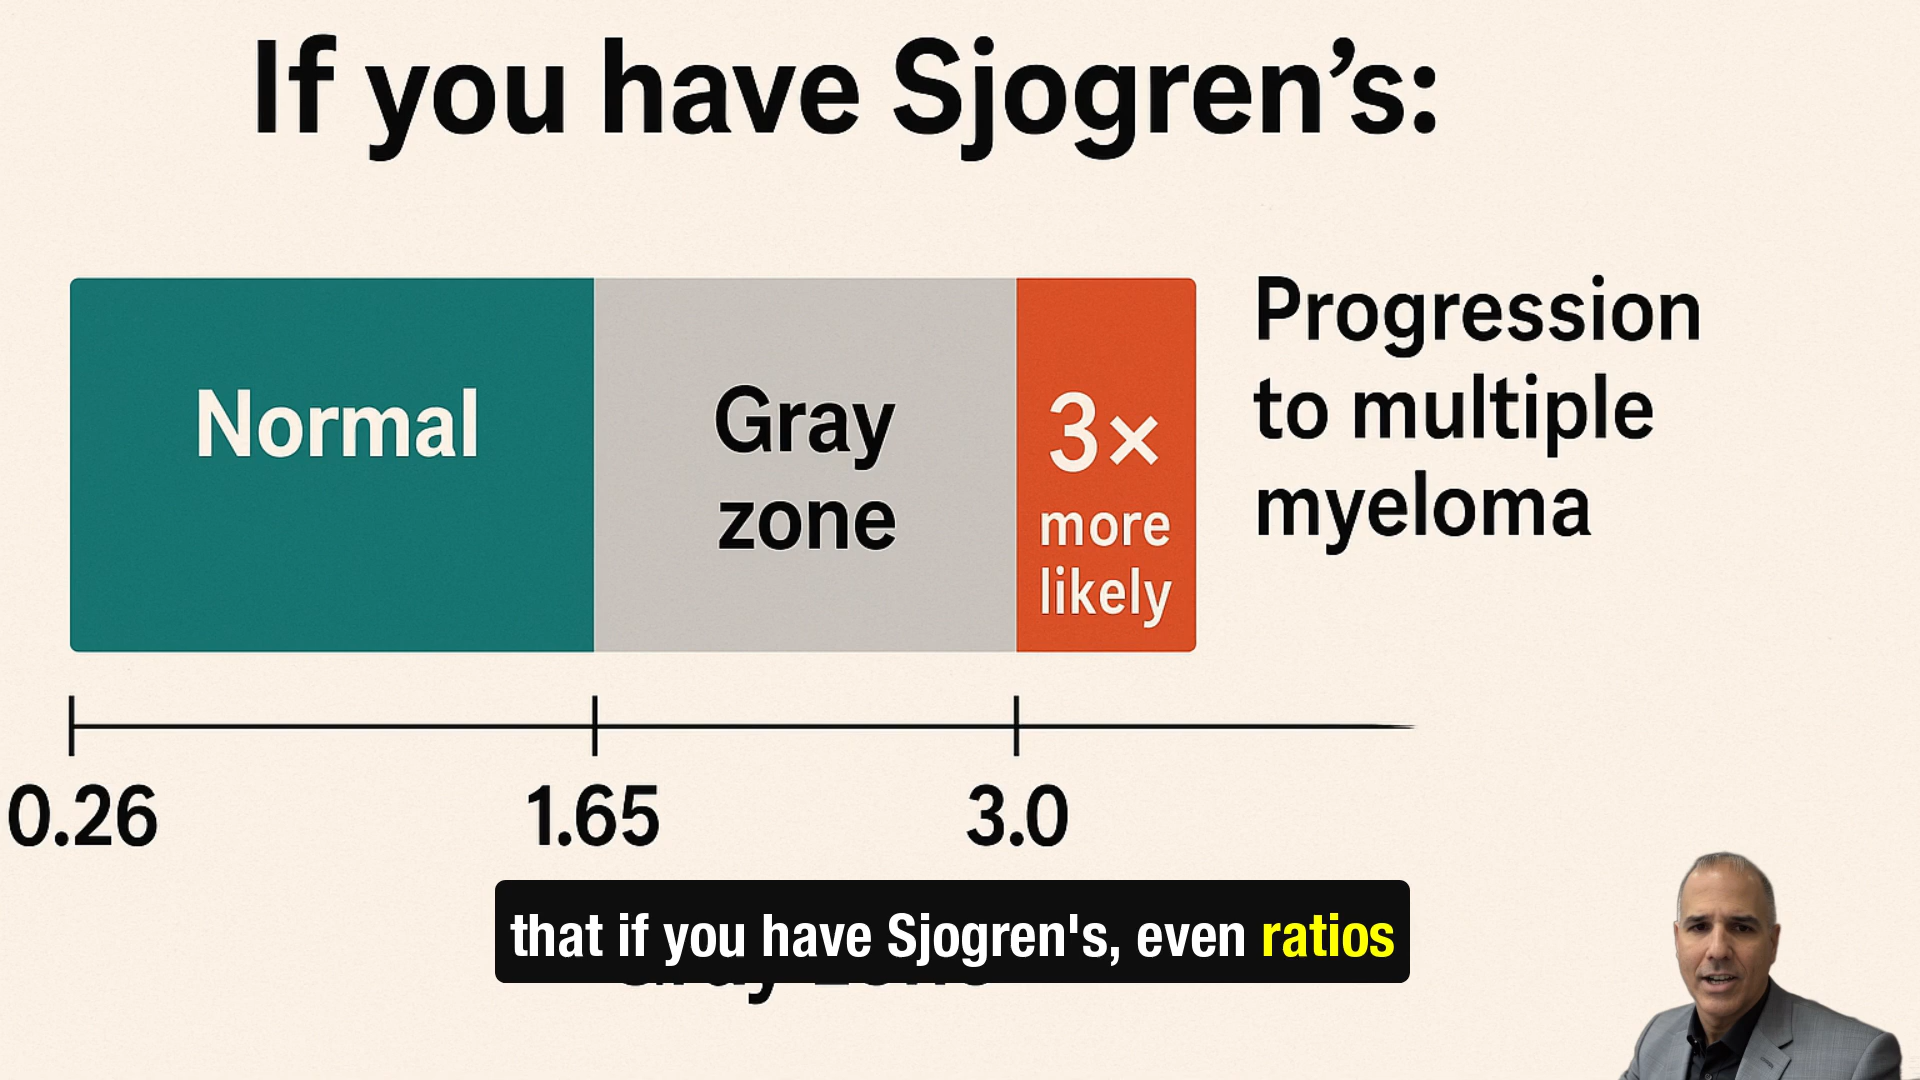 If you have Sjogren’s:
Normal
Gray
zone
3×
more
likely
Progression
to multiple
myeloma
0.26
1.65
3.0
that if you have Sjogren's, even ratios